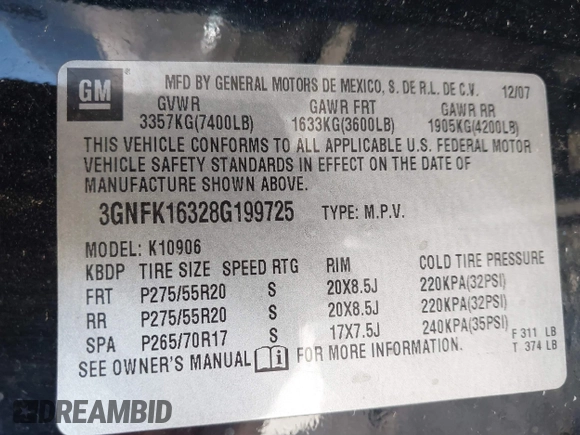 GM
MFD BY GENERAL MOTORS DE MEXICO, S. DE R.L. DE C.V. 12/07
GVWR GAWR FRT GAWR RR
3357KG(7400LB) 1633KG(3600LB) 1905KG(4200LB)
THIS VEHICLE CONFORMS TO ALL APPLICABLE U.S. FEDERAL MOTOR
VEHICLE SAFETY STANDARDS IN EFFECT ON THE DATE OF
MANUFACTURE SHOWN ABOVE.
3GNFK16328G199725 TYPE: M.P.V.
MODEL: K10906
KBDP TIRE SIZE SPEED RTG RIM COLD TIRE PRESSURE
FRT P275/55R20 S 20X8.5J 220KPA(32PSI)
RR P275/55R20 S 20X8.5J 220KPA(32PSI)
SPA P265/70R17 S 17X7.5J 240KPA(35PSI)
F 311 LB
SEE OWNER'S MANUAL i FOR MORE INFORMATION. T 374 LB
DREAMBID